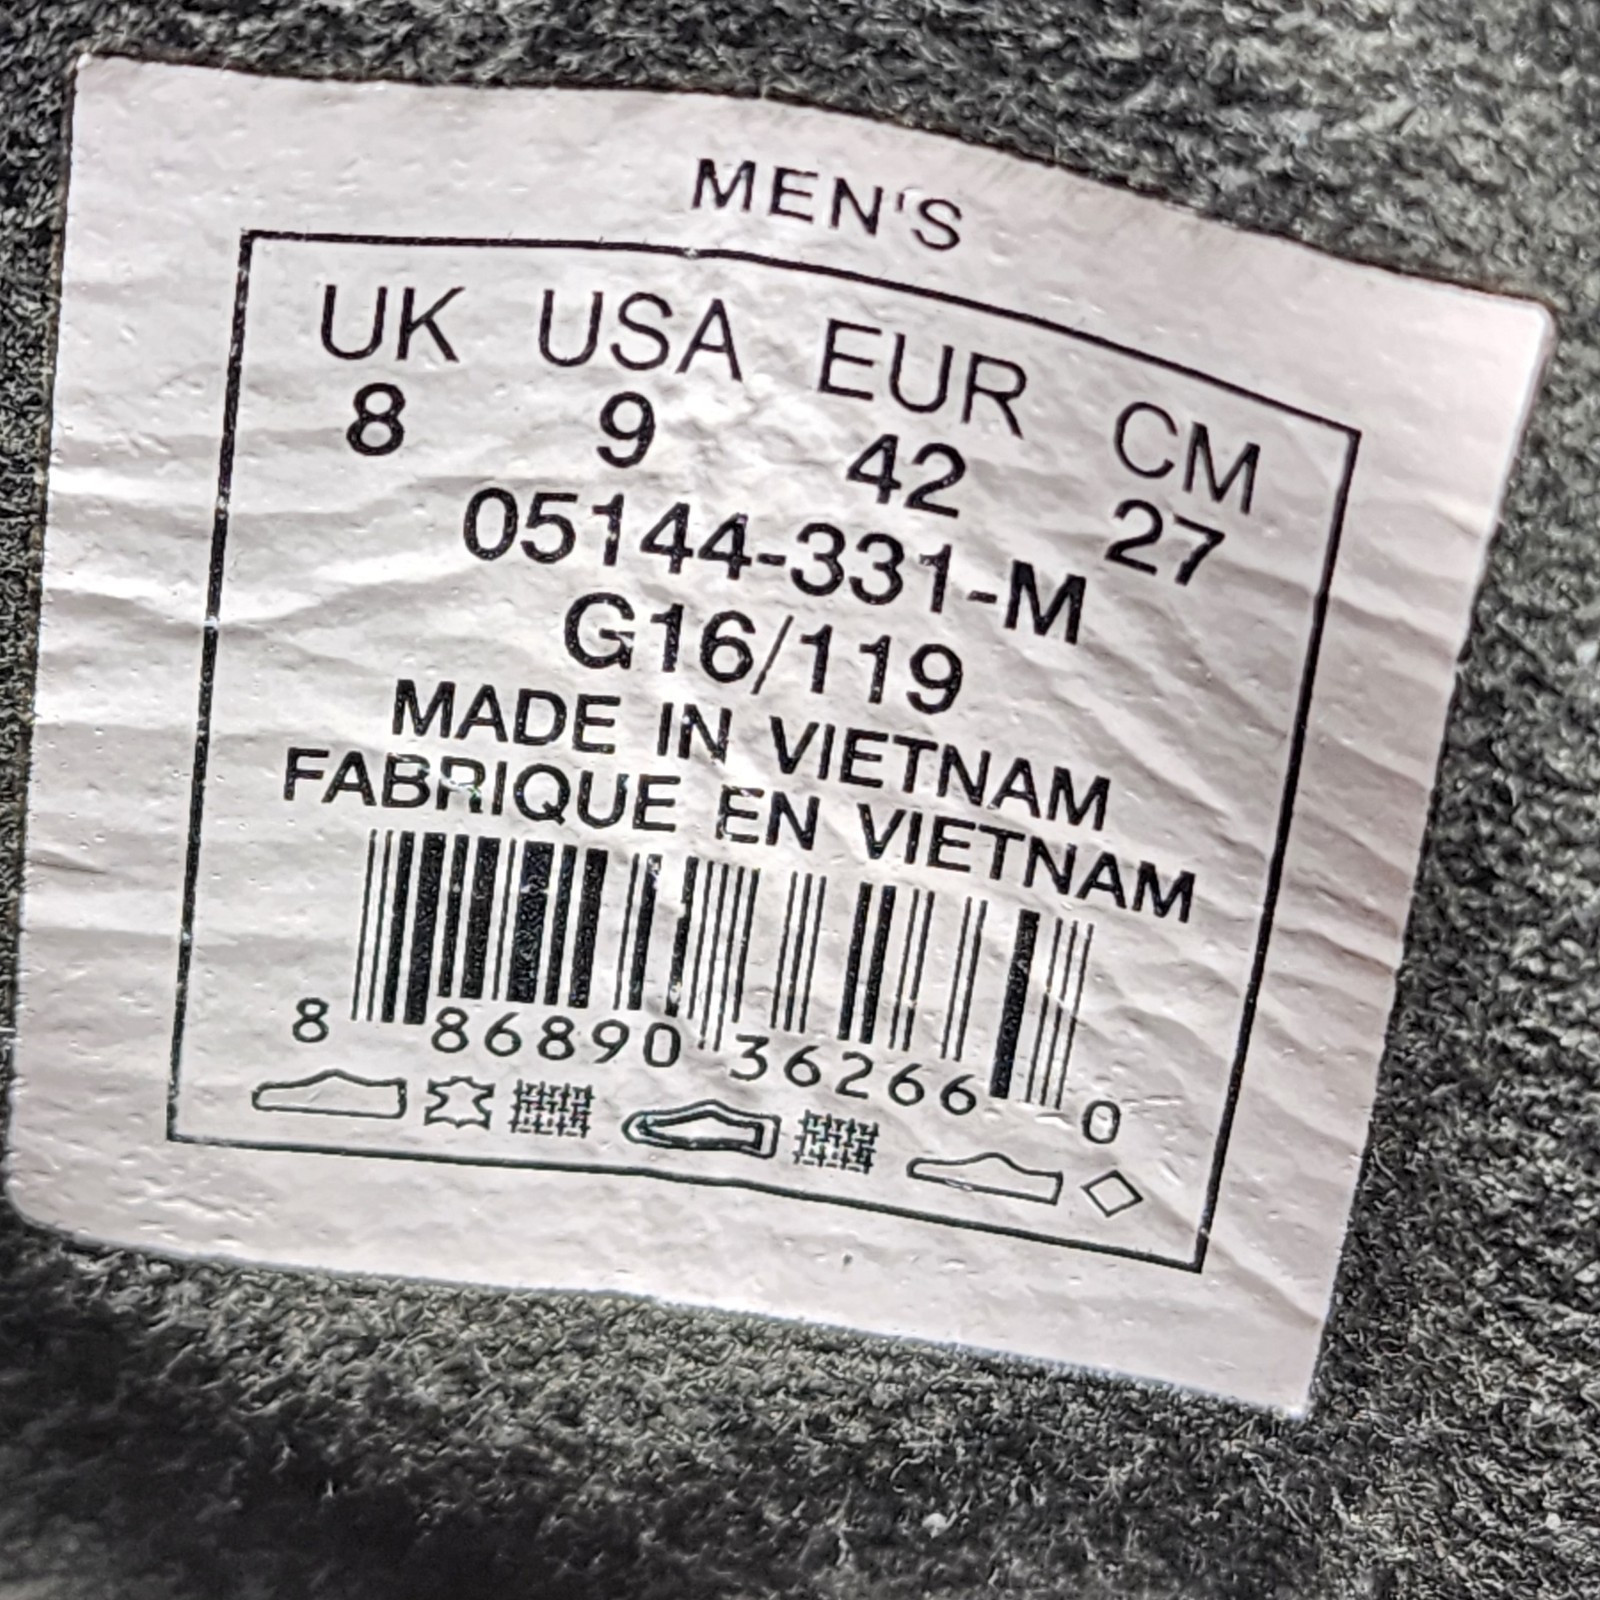 MEN'S
UK USA EUR CM
8 9 42 27
05144-331-M
G16/119
MADE IN VIETNAM
FABRIQUE EN VIETNAM
8 86890 36266 0